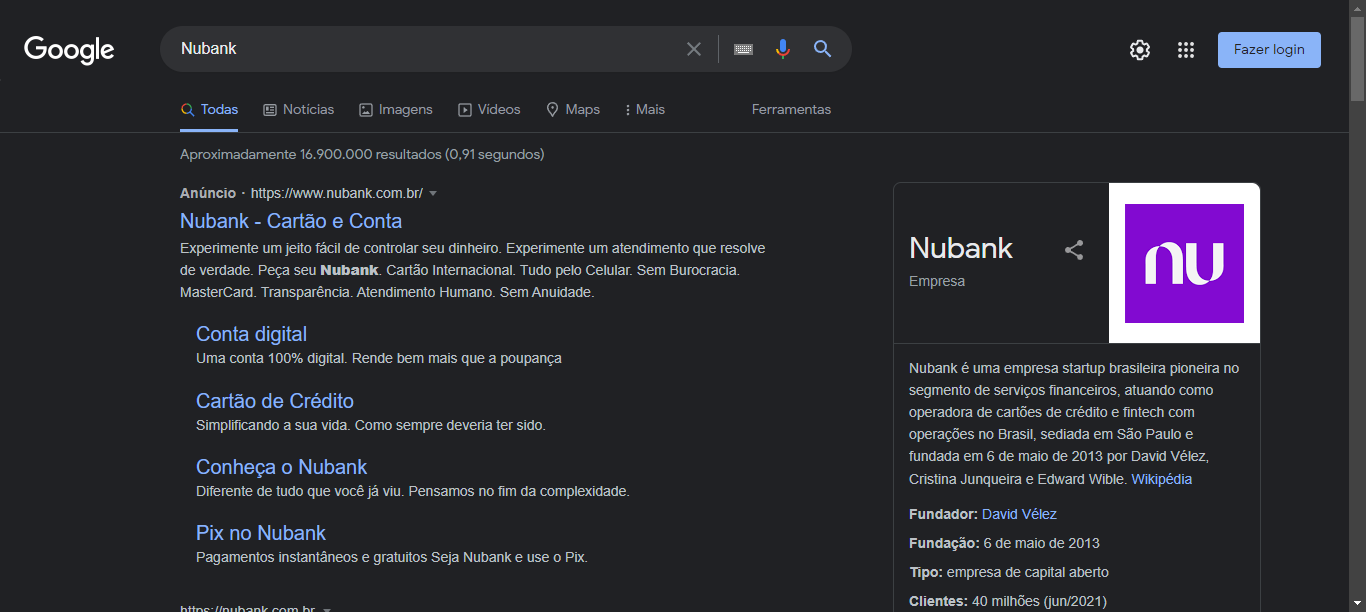 Google
Nubank
Fazer login
Todas
Notícias
Imagens
Vídeos
Maps
Mais
Ferramentas
Aproximadamente 16.900.000 resultados (0,91 segundos)
Anúncio · https://www.nubank.com.br/
Nubank - Cartão e Conta
Experimente um jeito fácil de controlar seu dinheiro. Experimente um atendimento que resolve
de verdade. Peça seu Nubank. Cartão Internacional. Tudo pelo Celular. Sem Burocracia.
MasterCard. Transparência. Atendimento Humano. Sem Anuidade.
Conta digital
Uma conta 100% digital. Rende bem mais que a poupança
Cartão de Crédito
Simplificando a sua vida. Como sempre deveria ter sido.
Conheça o Nubank
Diferente de tudo que você já viu. Pensamos no fim da complexidade.
Pix no Nubank
Pagamentos instantâneos e gratuitos Seja Nubank e use o Pix.
https://nubank.com.br
Nubank
Empresa
nu
Nubank é uma empresa startup brasileira pioneira no
segmento de serviços financeiros, atuando como
operadora de cartões de crédito e fintech com
operações no Brasil, sediada em São Paulo e
fundada em 6 de maio de 2013 por David Vélez,
Cristina Junqueira e Edward Wible. Wikipédia
Fundador: David Vélez
Fundação: 6 de maio de 2013
Tipo: empresa de capital aberto
Clientes: 40 milhões (jun/2021)